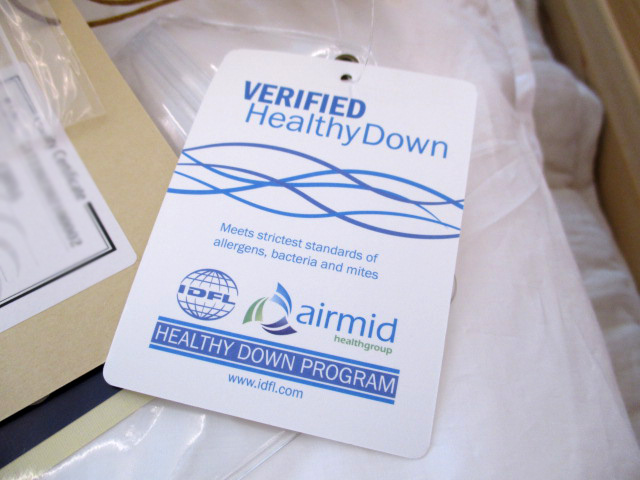 VERIFIED
HealthyDown
Meets strictest standards of
allergens, bacteria and mites
IDFL
airmid
healthgroup
HEALTHY DOWN PROGRAM
www.idfl.com
Certificate